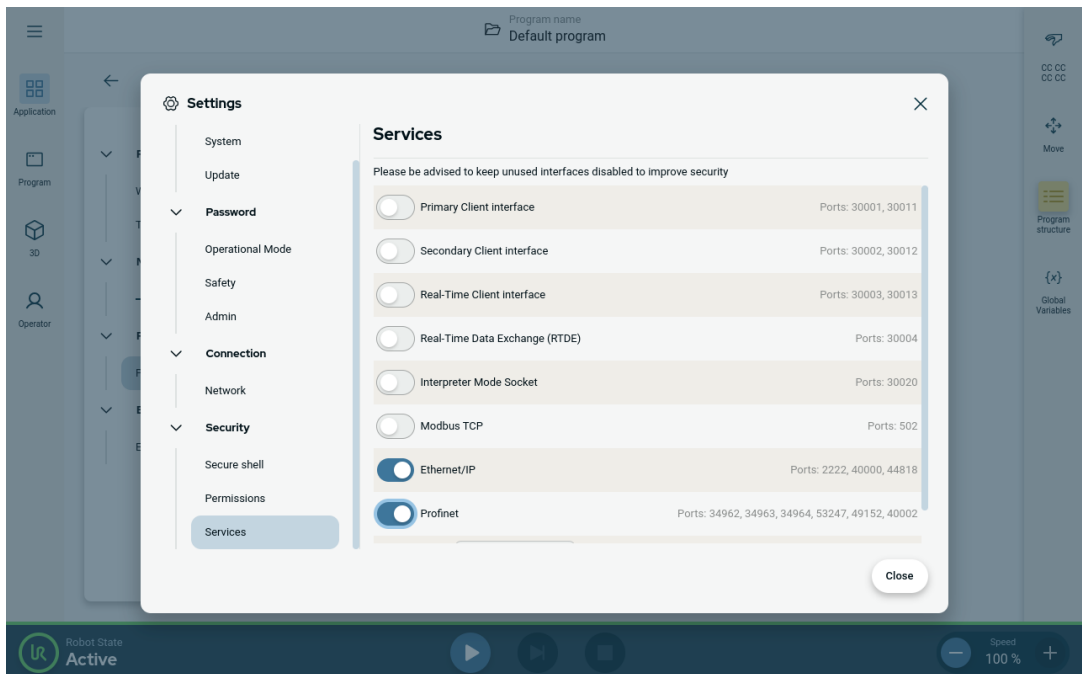 Program name
Default program
Application
Program
3D
Operator
Settings
System
Update
Password
Operational Mode
Safety
Admin
Connection
Network
Security
Secure shell
Permissions
Services
Services
Please be advised to keep unused interfaces disabled to improve security
Primary Client interface Ports: 30001, 30011
Secondary Client interface Ports: 30002, 30012
Real-Time Client interface Ports: 30003, 30013
Real-Time Data Exchange (RTDE) Ports: 30004
Interpreter Mode Socket Ports: 30020
Modbus TCP Ports: 502
Ethernet/IP Ports: 2222, 40000, 44818
Profinet Ports: 34962, 34963, 34964, 53247, 49152, 40002
Close
CC CC
CC CC
Move
Program
structure
{x}
Global
Variables
Robot State
Active
Speed
100 %